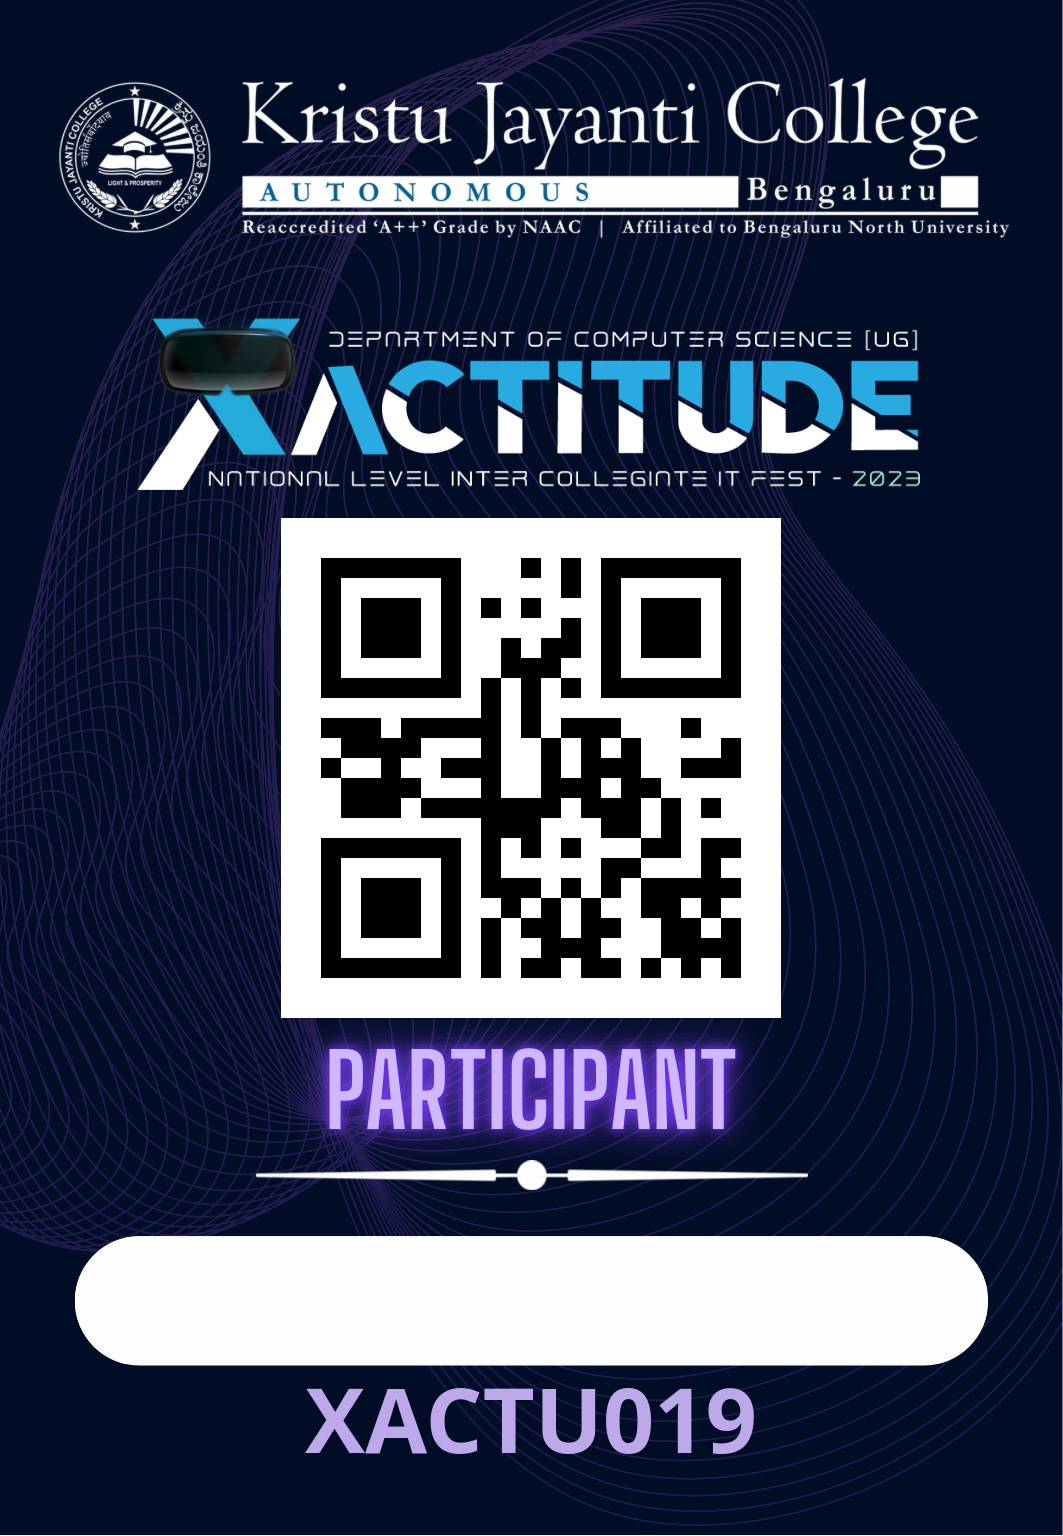 KRISTU JAYANTI COLLEGE
LIGHT & PROSPERITY
Kristu Jayanti College
AUTONOMOUS Bengaluru
Reaccredited ‘A++’ Grade by NAAC | Affiliated to Bengaluru North University
DEPARTMENT OF COMPUTER SCIENCE [UG]
XACTITUDE
NATIONAL LEVEL INTER COLLEGIATE IT FEST - 2023
PARTICIPANT
XACTU019